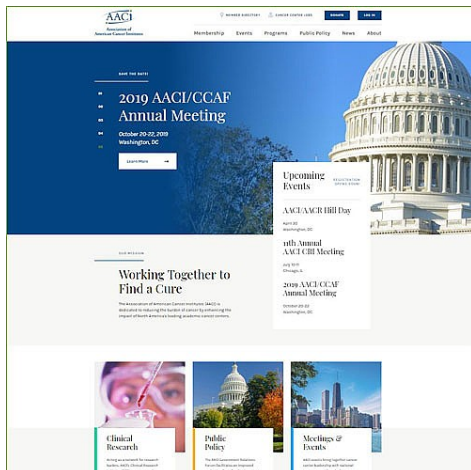 AACI
Association of
American Cancer Institutes
MEMBER DIRECTORY
CANCER CENTER JOBS
DONATE
LOG IN
Membership Events Programs Public Policy News About
SAVE THE DATE!
2019 AACI/CCAF
Annual Meeting
October 20-22, 2019
Washington, DC
Learn More
Upcoming
Events
AACI/AACR Hill Day
Washington, DC
11th Annual
AACI CRI Meeting
Chicago, IL
2019 AACI/CCAF
Annual Meeting
October 20-22
Washington, DC
OUR MISSION
Working Together to
Find a Cure
The Association of American Cancer Institutes (AACI) is
dedicated to reducing the burden of cancer by enhancing the
impact of North America's leading academic cancer centers.
Clinical
Research
Public
Policy
Meetings &
Events